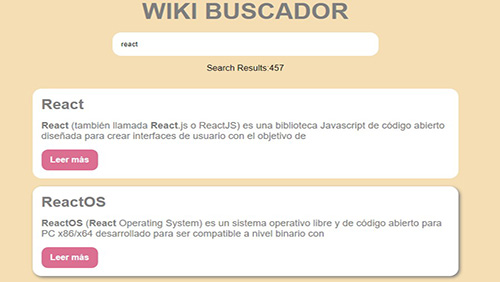 WIKI BUSCADOR
react
Search Results:457
React
React (también llamada React.js o ReactJS) es una biblioteca Javascript de código abierto
diseñada para crear interfaces de usuario con el objetivo de
Leer más
ReactOS
ReactOS (React Operating System) es un sistema operativo libre y de código abierto para
PC x86/x64 desarrollado para ser compatible a nivel binario con
Leer más